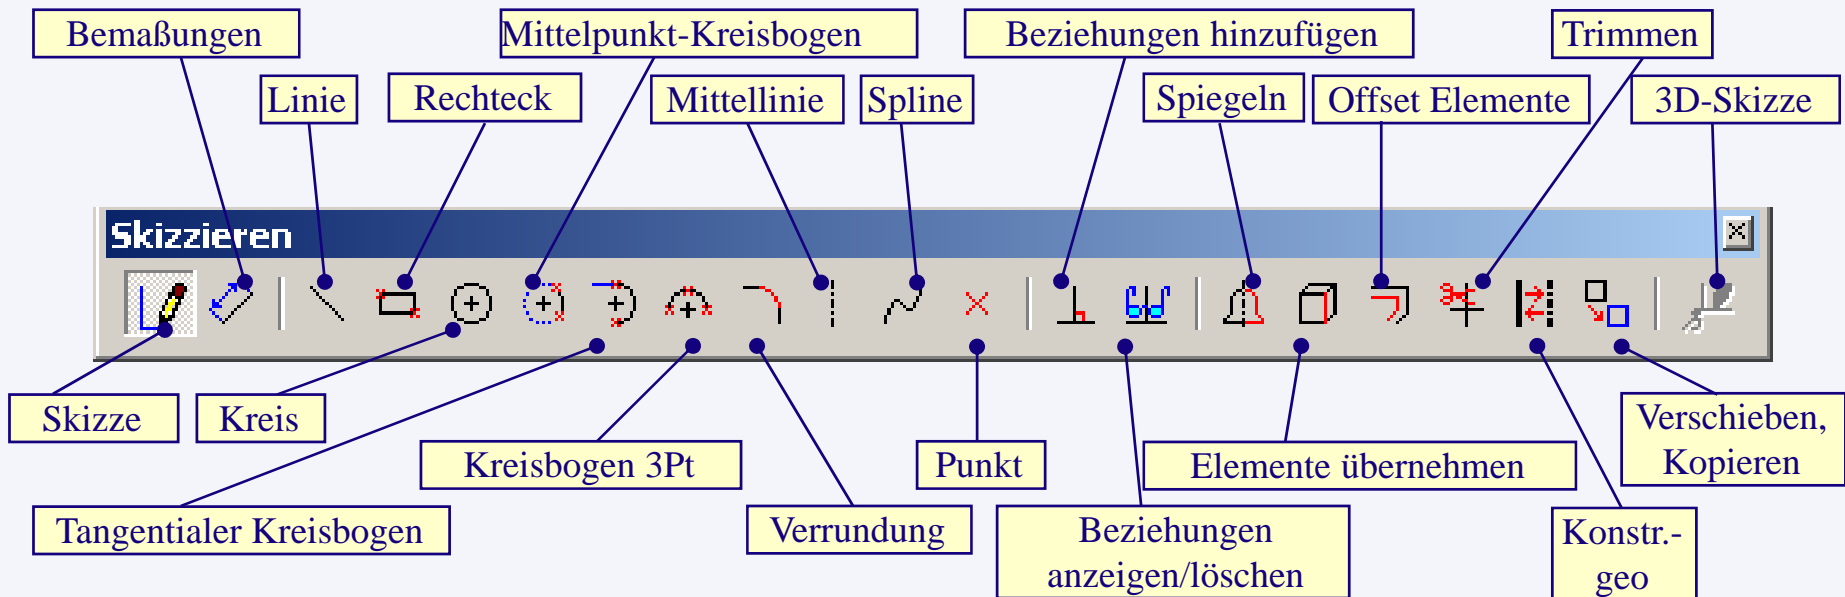 Bemaßungen
Mittelpunkt-Kreisbogen
Beziehungen hinzufügen
Trimmen
Linie
Rechteck
Mittellinie
Spline
Spiegeln
Offset Elemente
3D-Skizze
Skizzieren
Skizze
Kreis
Kreisbogen 3Pt
Punkt
Elemente übernehmen
Verschieben,
Kopieren
Tangentialer Kreisbogen
Verrundung
Beziehungen
anzeigen/löschen
Konstr.-
geo